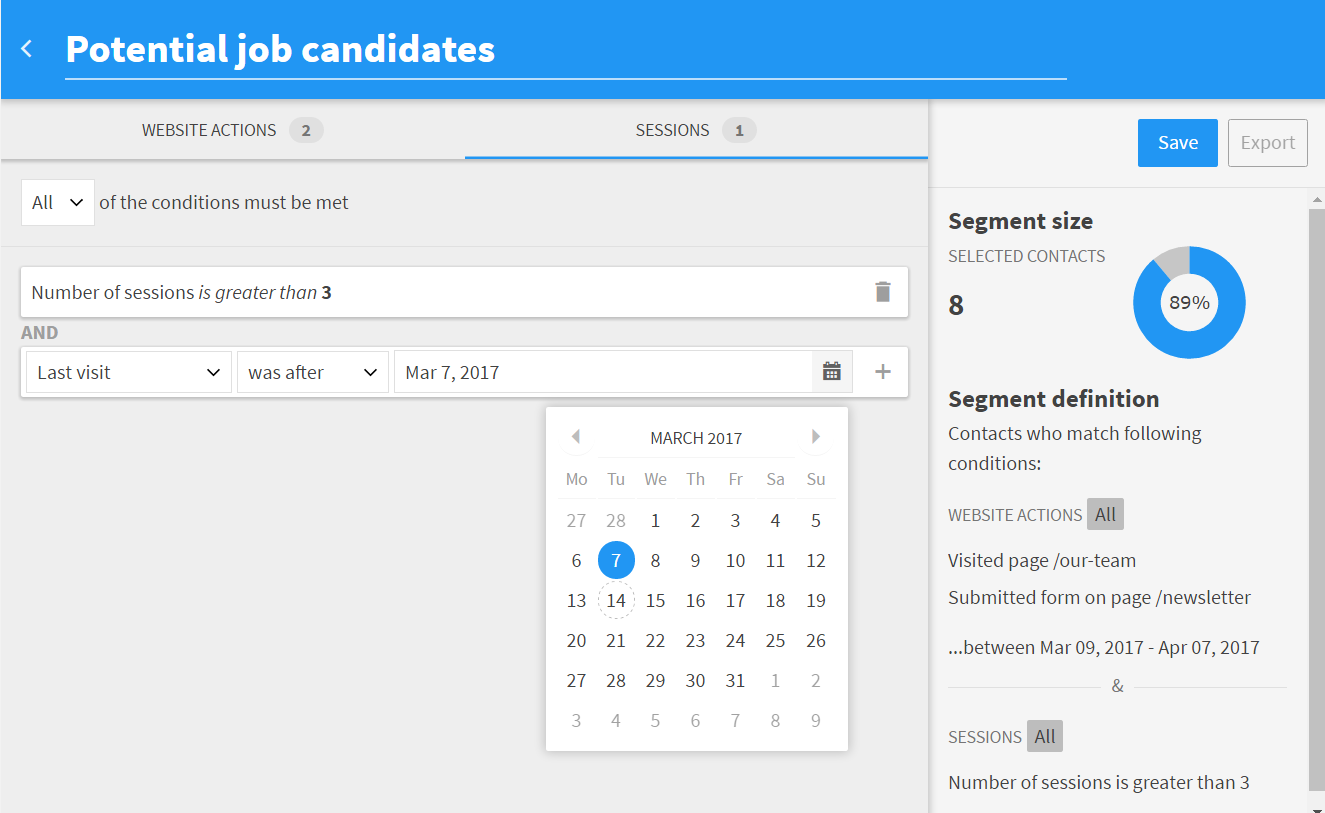 Potential job candidates
WEBSITE ACTIONS 2
SESSIONS 1
Save
Export
All of the conditions must be met
Number of sessions is greater than 3
AND
Last visit
was after
Mar 7, 2017
MARCH 2017
Mo Tu We Th Fr Sa Su
27 28 1 2 3 4 5
6 7 8 9 10 11 12
13 14 15 16 17 18 19
20 21 22 23 24 25 26
27 28 29 30 31 1 2
3 4 5 6 7 8 9
Segment size
SELECTED CONTACTS
8
89%
Segment definition
Contacts who match following
conditions:
WEBSITE ACTIONS All
Visited page /our-team
Submitted form on page /newsletter
...between Mar 09, 2017 - Apr 07, 2017
&
SESSIONS All
Number of sessions is greater than 3